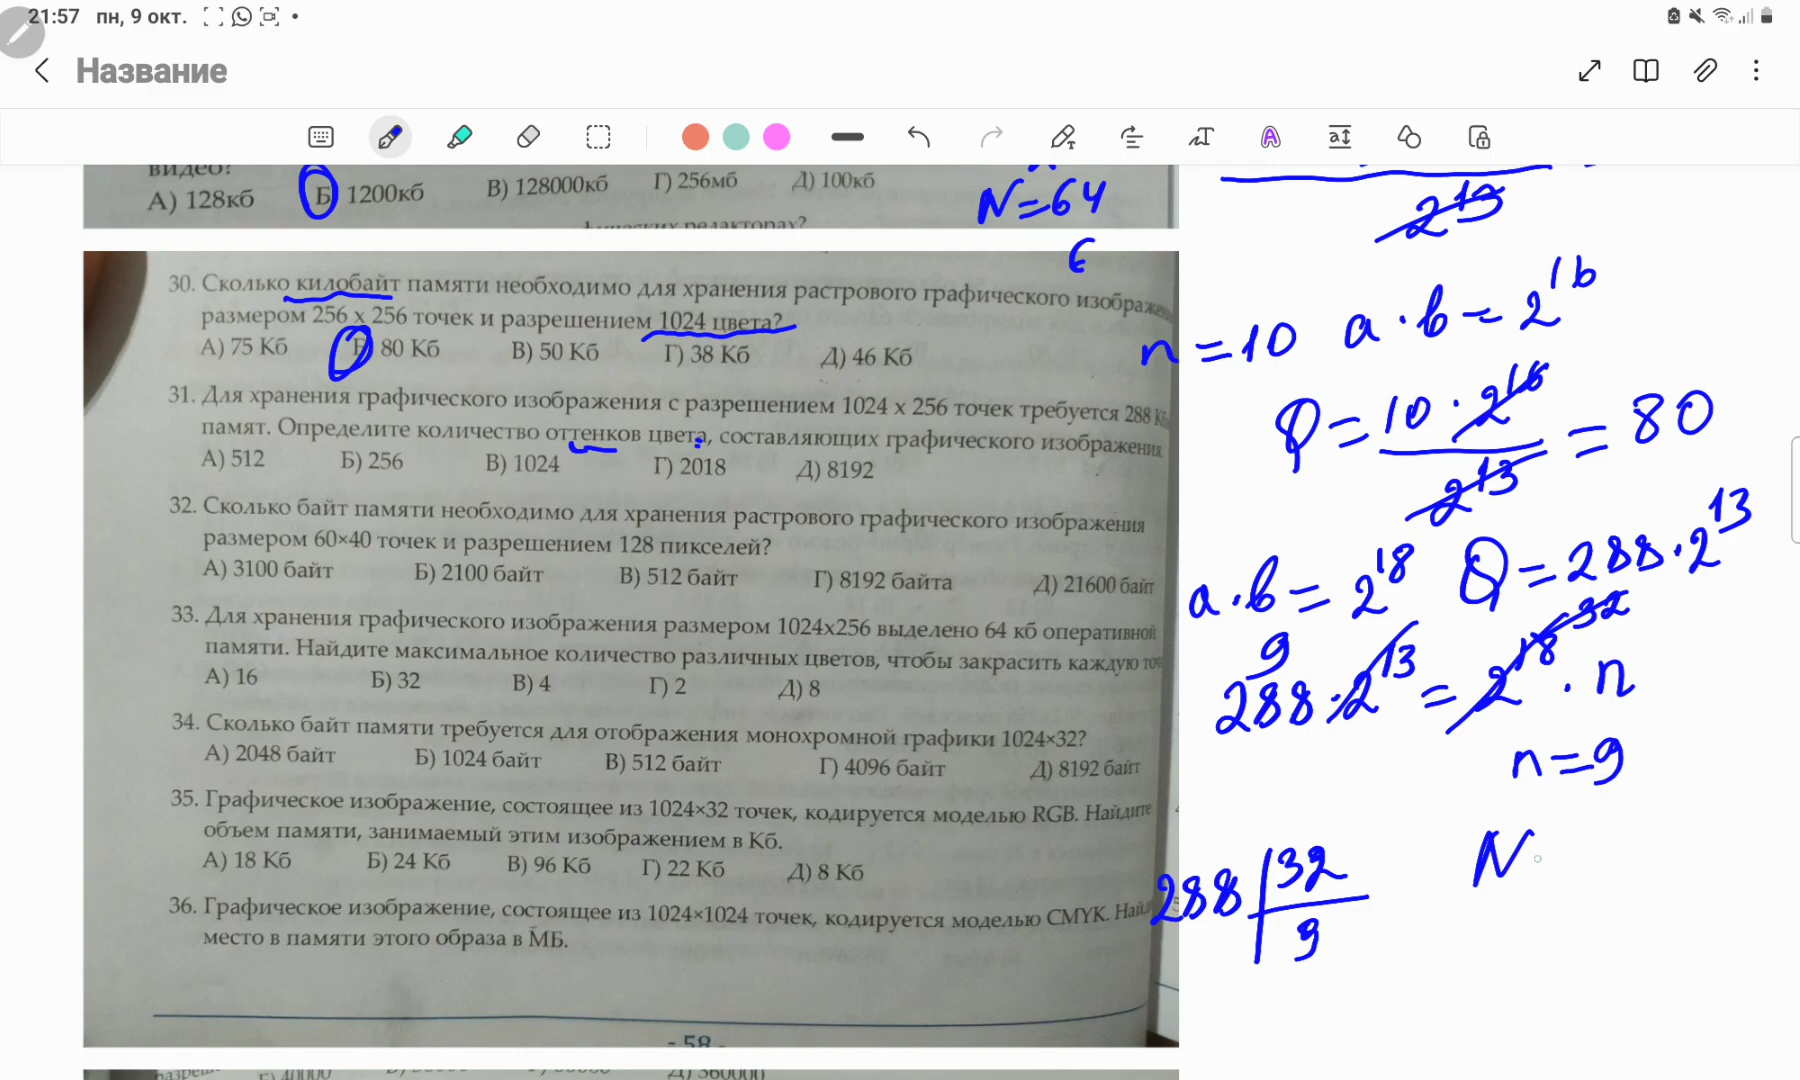 21:57 пн, 9 окт.
Название
видео?
А) 128кб Б) 1200кб В) 128000кб Г) 256мб Д) 100кб
редакторах?
N=64
6
2^13
30. Сколько килобайт памяти необходимо для хранения растрового графического изображе
размером 256 x 256 точек и разрешением 1024 цвета?
А) 75 Кб Б) 80 Кб В) 50 Кб Г) 38 Кб Д) 46 Кб
n=10 a·b=2^16
Q=10·2^16/2^13=80
31. Для хранения графического изображения с разрешением 1024 x 256 точек требуется 288 Кб
памят. Определите количество оттенков цвета, составляющих графического изображения.
А) 512 Б) 256 В) 1024 Г) 2018 Д) 8192
32. Сколько байт памяти необходимо для хранения растрового графического изображения
размером 60×40 точек и разрешением 128 пикселей?
А) 3100 байт Б) 2100 байт В) 512 байт Г) 8192 байта Д) 21600 байт
a·b=2^18 Q=288·2^13
33. Для хранения графического изображения размером 1024x256 выделено 64 кб оперативной
памяти. Найдите максимальное количество различных цветов, чтобы закрасить каждую точ
А) 16 Б) 32 В) 4 Г) 2 Д) 8
9 32
288·2^13=2^18·n
n=9
34. Сколько байт памяти требуется для отображения монохромной графики 1024×32?
А) 2048 байт Б) 1024 байт В) 512 байт Г) 4096 байт Д) 8192 байт
35. Графическое изображение, состоящее из 1024×32 точек, кодируется моделью RGB. Найдите
объем памяти, занимаемый этим изображением в Кб.
А) 18 Кб Б) 24 Кб В) 96 Кб Г) 22 Кб Д) 8 Кб
288 32
9
N
36. Графическое изображение, состоящее из 1024×1024 точек, кодируется моделью CMYK. Найд
место в памяти этого образа в МБ.
- 58 -
Г) 40000 Д) 360000